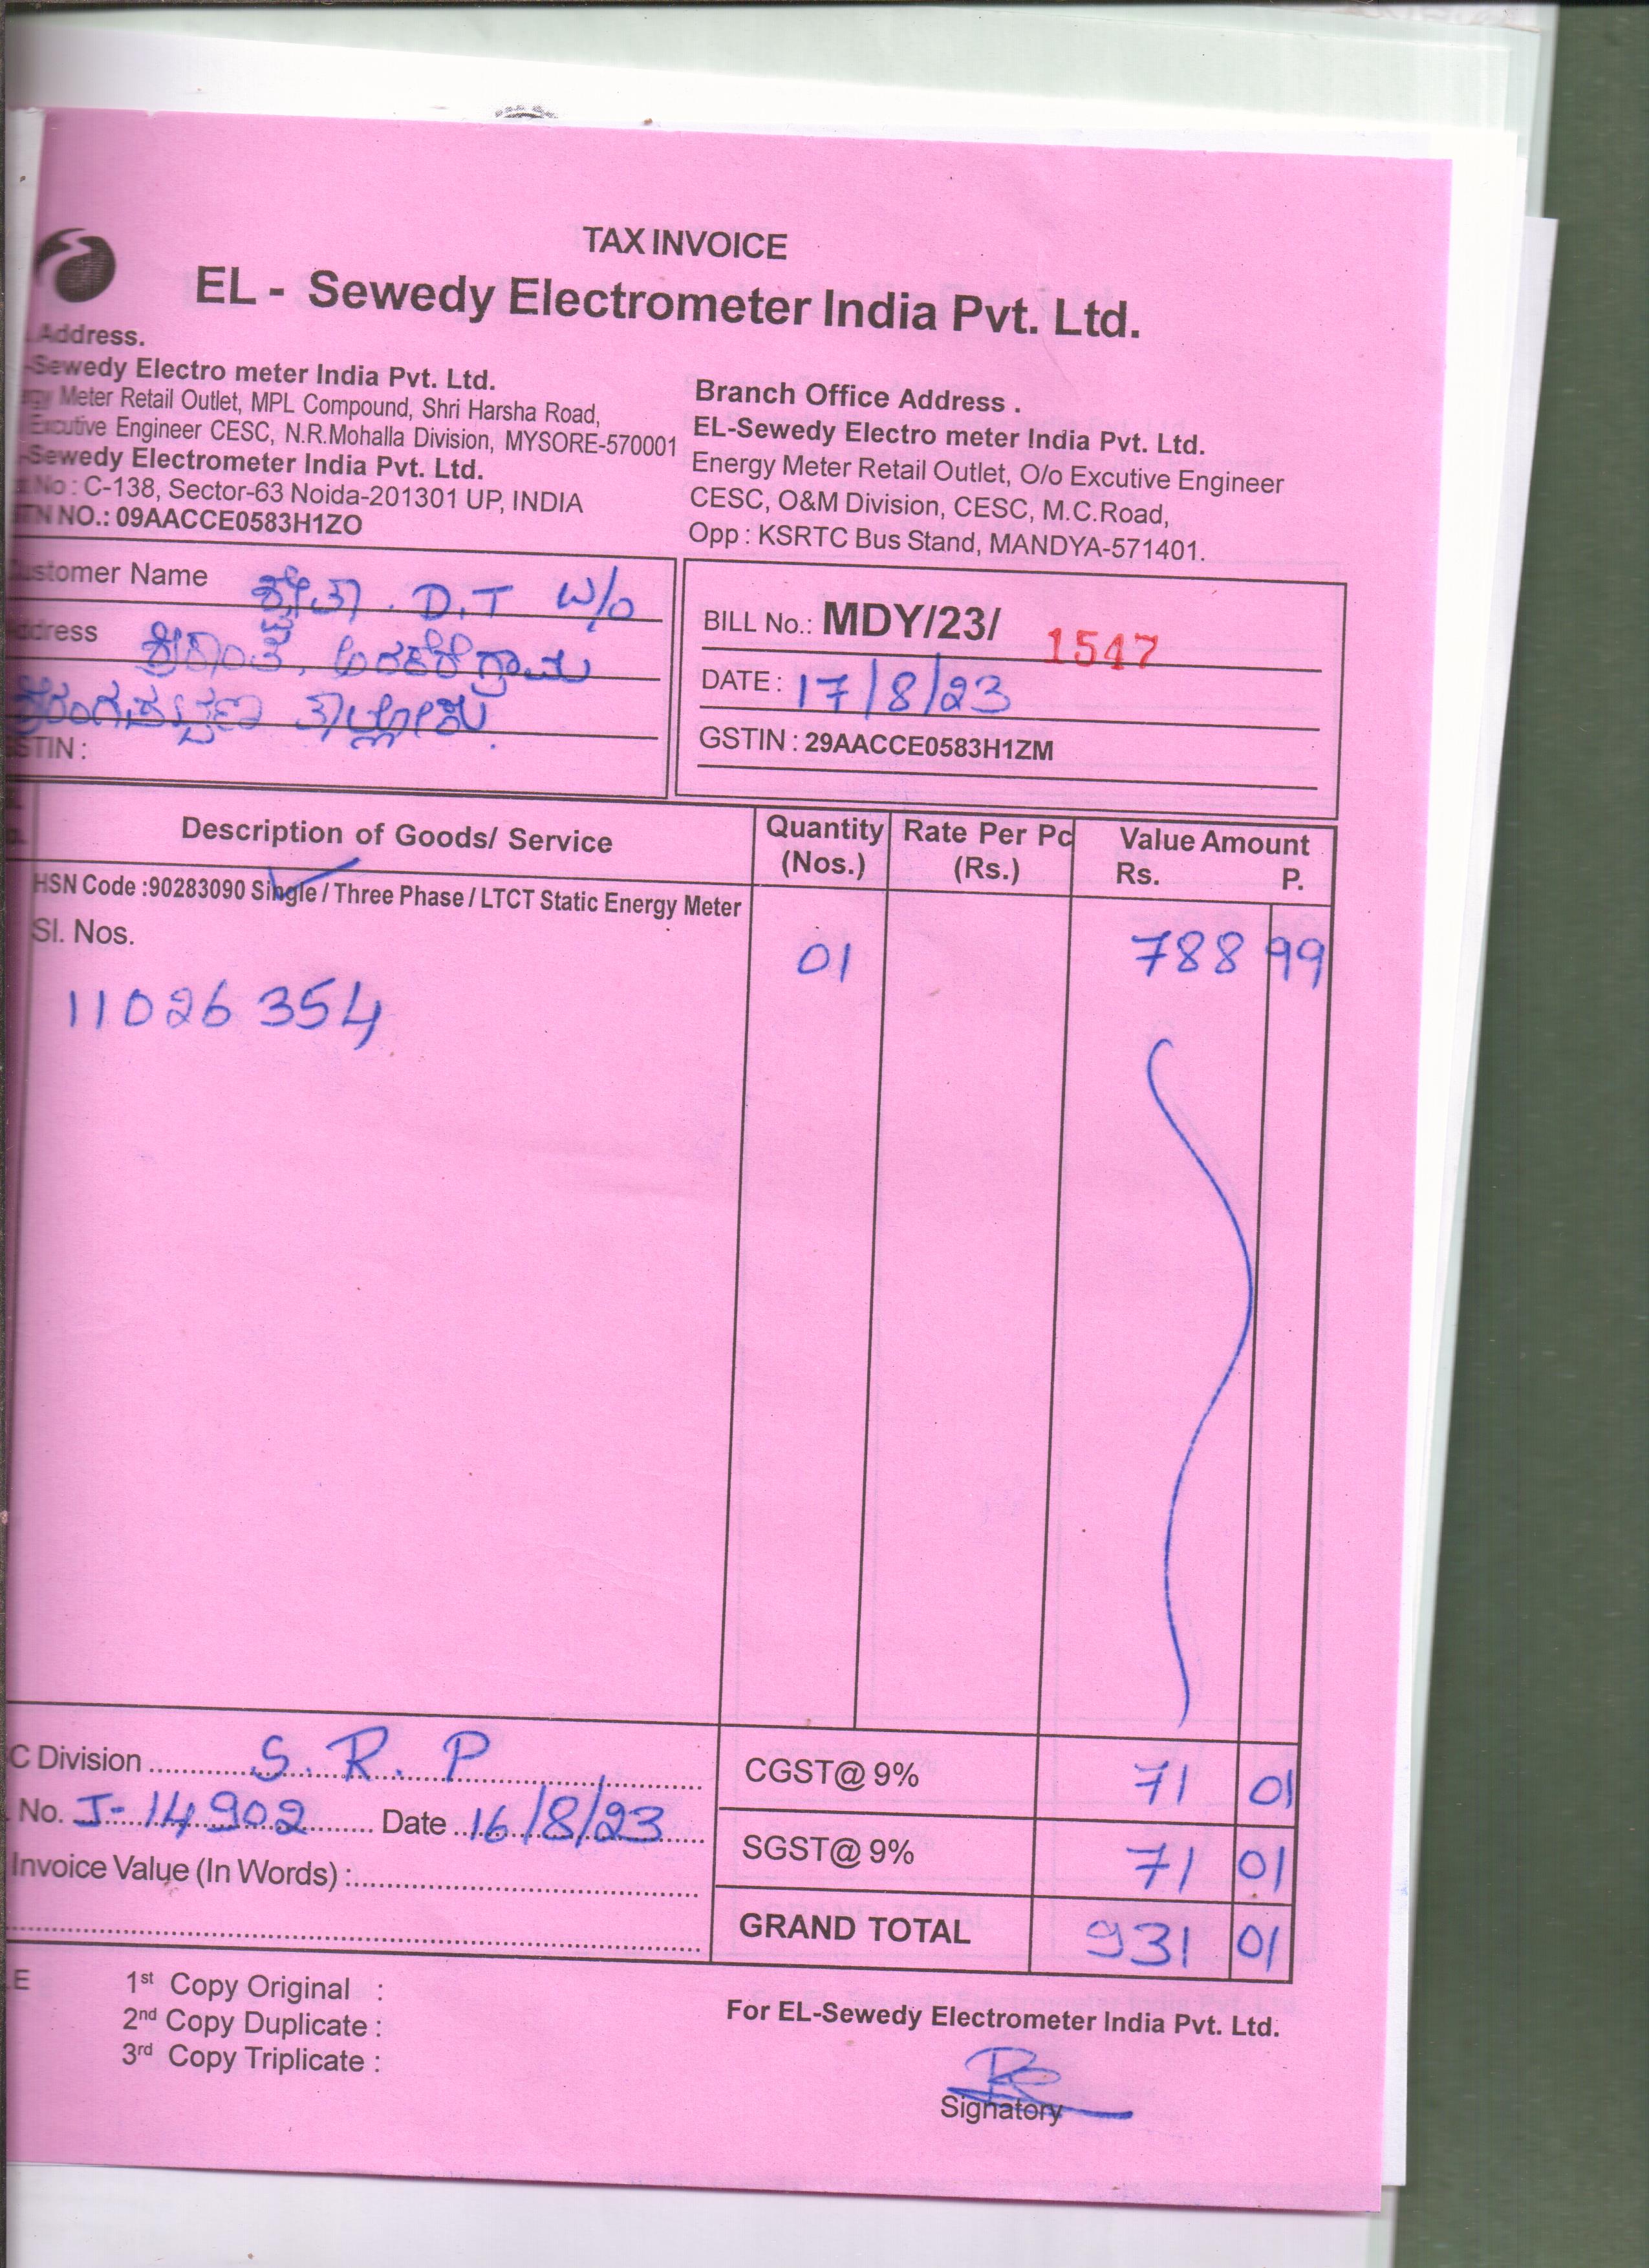 TAX INVOICE
EL - Sewedy Electrometer India Pvt. Ltd.
Address.
-Sewedy Electro meter India Pvt. Ltd.
Meter Retail Outlet, MPL Compound, Shri Harsha Road,
Excutive Engineer CESC, N.R.Mohalla Division, MYSORE-570001
-Sewedy Electrometer India Pvt. Ltd.
No : C-138, Sector-63 Noida-201301 UP, INDIA
TN NO.: 09AACCE0583H1ZO
Branch Office Address .
EL-Sewedy Electro meter India Pvt. Ltd.
Energy Meter Retail Outlet, O/o Excutive Engineer
CESC, O&M Division, CESC, M.C.Road,
Opp : KSRTC Bus Stand, MANDYA-571401.
ustomer Name D.T W/o
ddress ಶ್ರೀಕಾಂತ, ಅರಕೆರೆ ಗ್ರಾಮ
ಶ್ರೀರಂಗಪಟ್ಟಣ ತಾಲ್ಲೂಕು.
STIN :
BILL No.: MDY/23/ 1547
DATE : 17/8/23
GSTIN : 29AACCE0583H1ZM
Description of Goods/ Service Quantity (Nos.) Rate Per Pc (Rs.) Value Amount Rs. P.
HSN Code :90283090 Single / Three Phase / LTCT Static Energy Meter
Sl. Nos. 01 788 99
11026354
C Division S.R.P CGST@ 9% 71 01
No. J-14902 Date 16/8/23 SGST@ 9% 71 01
Invoice Value (In Words) :
GRAND TOTAL 931 01
E 1st Copy Original :
2nd Copy Duplicate :
3rd Copy Triplicate :
For EL-Sewedy Electrometer India Pvt. Ltd.
Signatory